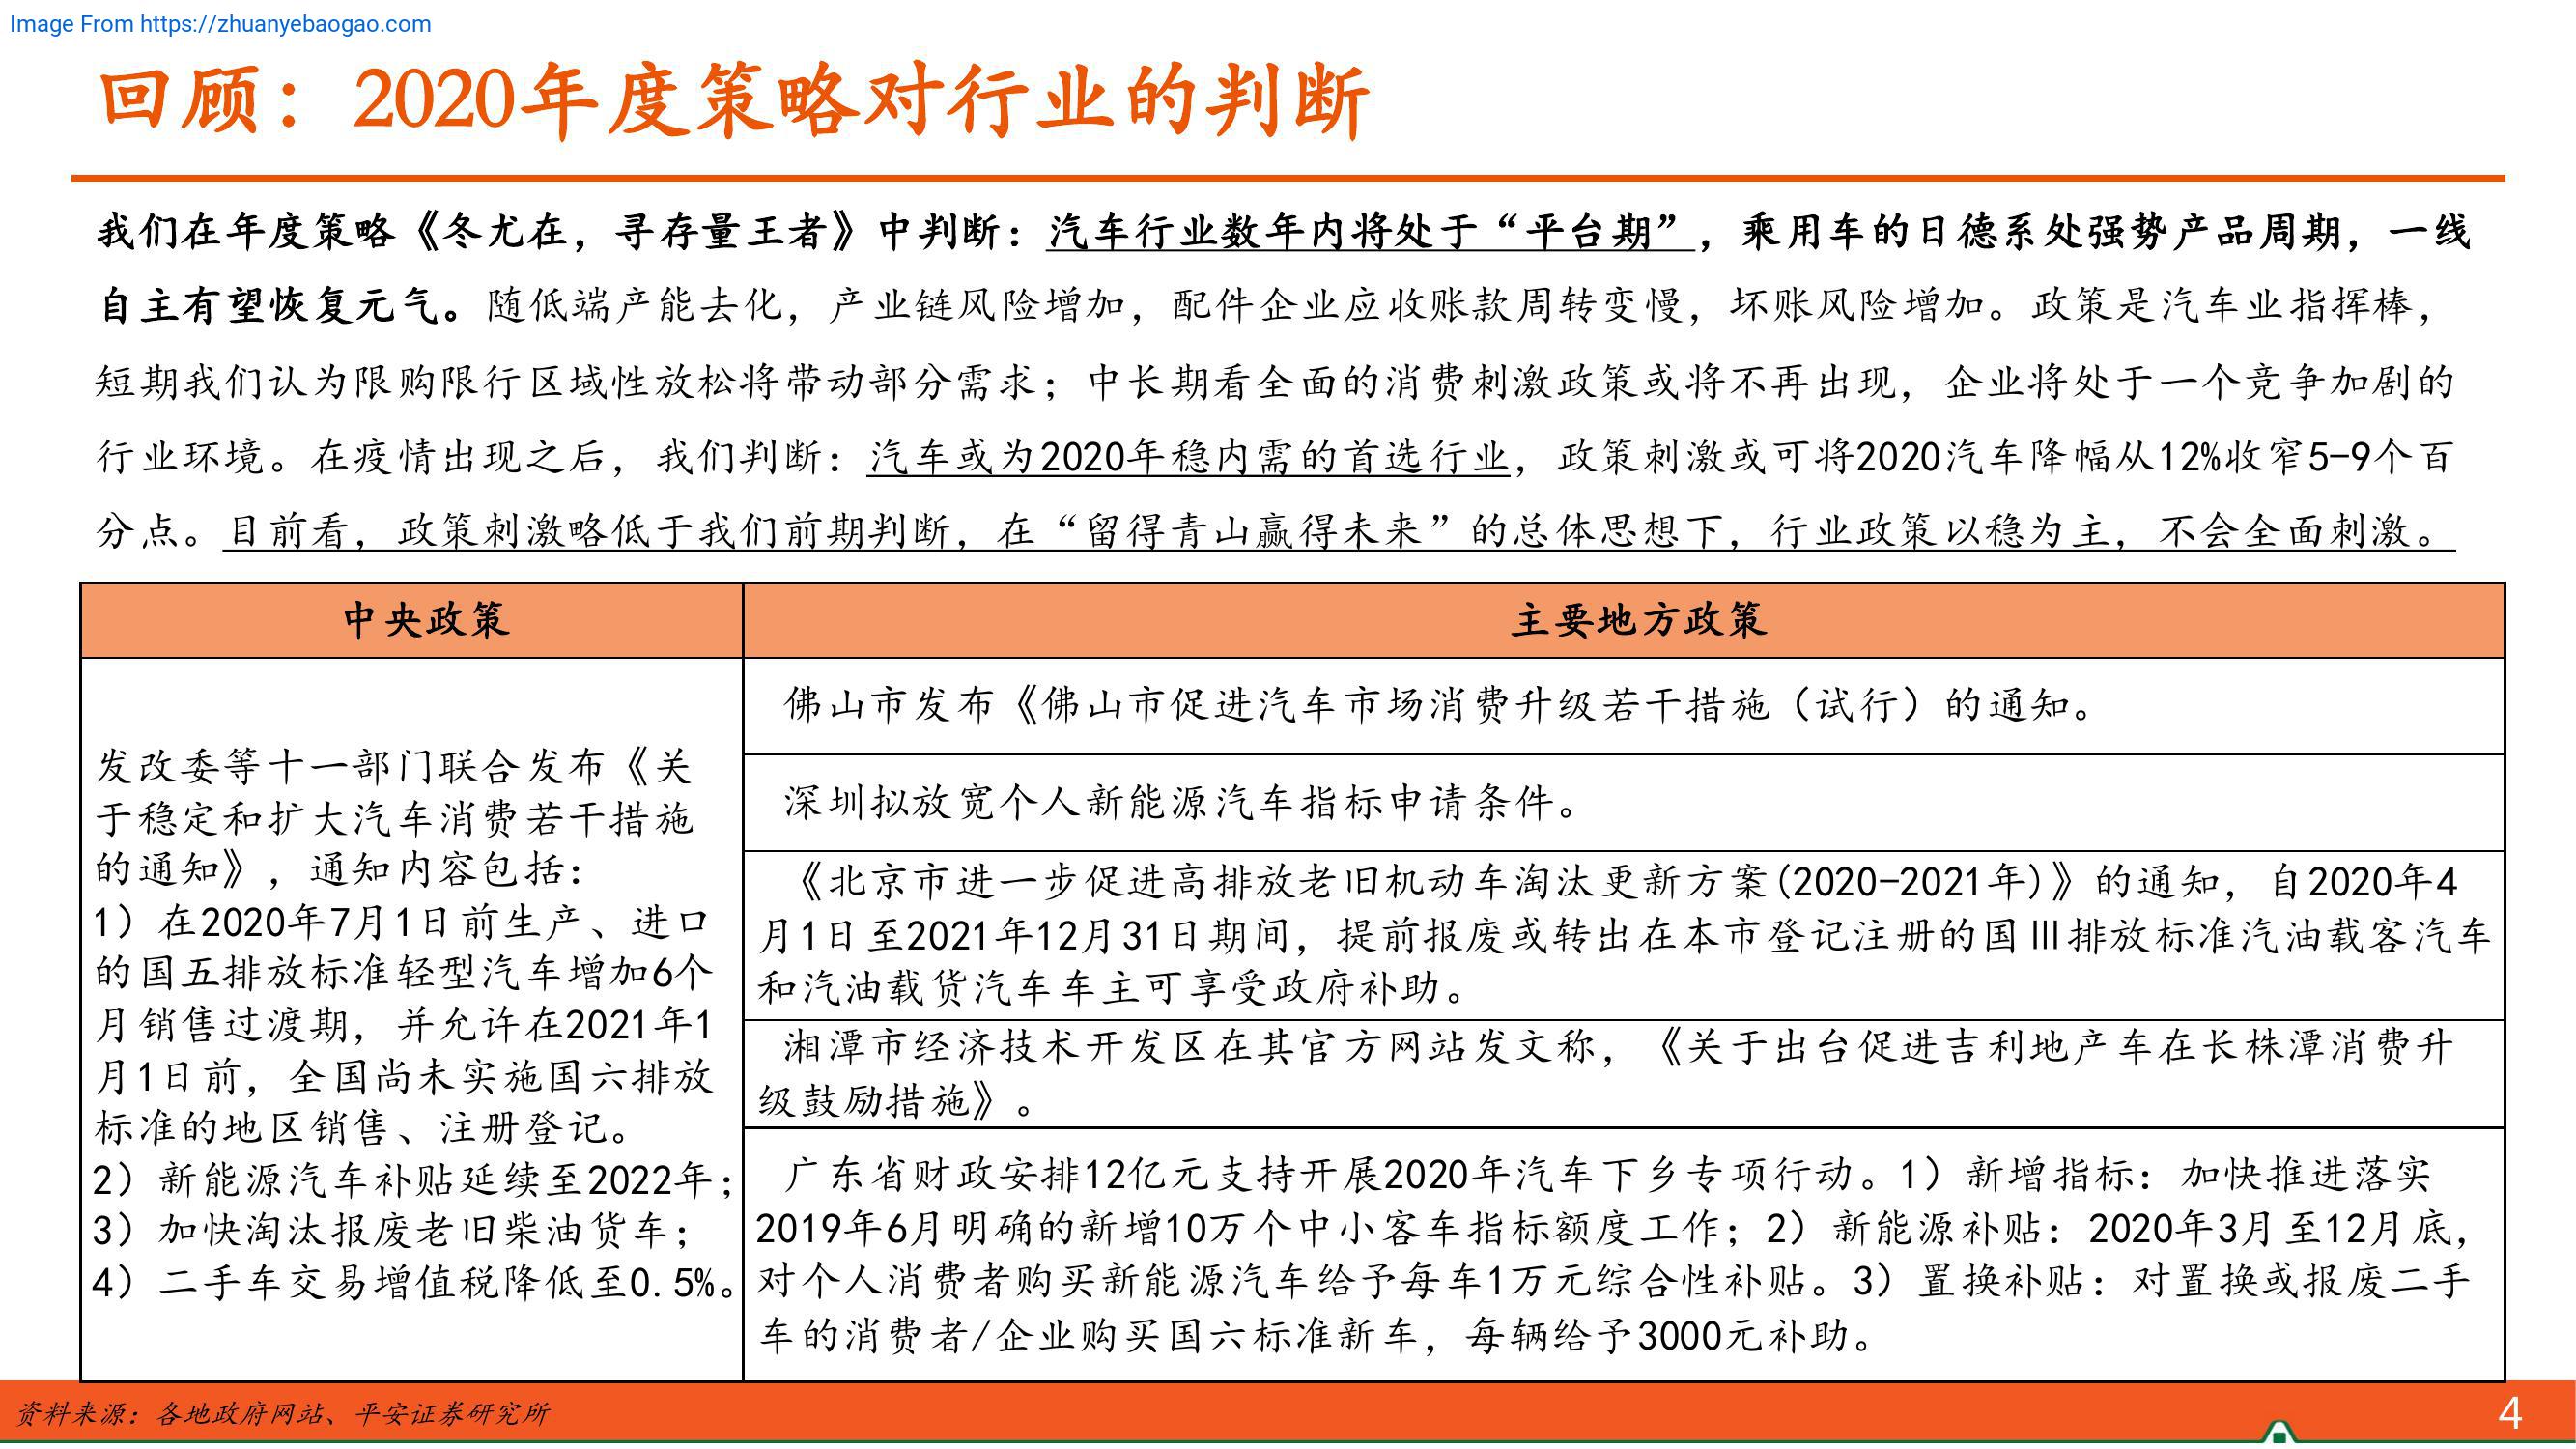 Image From https://zhuanyebaogao.com
回顾：2020年度策略对行业的判断
我们在年度策略《冬尤在，寻存量王者》中判断：汽车行业数年内将处于“平台期”，乘用车的日德系处强势产品周期，一线
自主有望恢复元气。随低端产能去化，产业链风险增加，配件企业应收账款周转变慢，坏账风险增加。政策是汽车业指挥棒，
短期我们认为限购限行区域性放松将带动部分需求；中长期看全面的消费刺激政策或将不再出现，企业将处于一个竞争加剧的
行业环境。在疫情出现之后，我们判断：汽车或为2020年稳内需的首选行业，政策刺激或可将2020汽车降幅从12%收窄5-9个百
分点。目前看，政策刺激略低于我们前期判断，在“留得青山赢得未来”的总体思想下，行业政策以稳为主，不会全面刺激。
中央政策
主要地方政策
发改委等十一部门联合发布《关
于稳定和扩大汽车消费若干措施
的通知》，通知内容包括：
1）在2020年7月1日前生产、进口
的国五排放标准轻型汽车增加6个
月销售过渡期，并允许在2021年1
月1日前，全国尚未实施国六排放
标准的地区销售、注册登记。
2）新能源汽车补贴延续至2022年；
3）加快淘汰报废老旧柴油货车；
4）二手车交易增值税降低至0.5%。
佛山市发布《佛山市促进汽车市场消费升级若干措施（试行）的通知。
深圳拟放宽个人新能源汽车指标申请条件。
《北京市进一步促进高排放老旧机动车淘汰更新方案(2020-2021年)》的通知，自2020年4
月1日至2021年12月31日期间，提前报废或转出在本市登记注册的国Ⅲ排放标准汽油载客汽车
和汽油载货汽车车主可享受政府补助。
湘潭市经济技术开发区在其官方网站发文称，《关于出台促进吉利地产车在长株潭消费升
级鼓励措施》。
广东省财政安排12亿元支持开展2020年汽车下乡专项行动。1）新增指标：加快推进落实
2019年6月明确的新增10万个中小客车指标额度工作；2）新能源补贴：2020年3月至12月底，
对个人消费者购买新能源汽车给予每车1万元综合性补贴。3）置换补贴：对置换或报废二手
车的消费者/企业购买国六标准新车，每辆给予3000元补助。
资料来源：各地政府网站、平安证券研究所
4